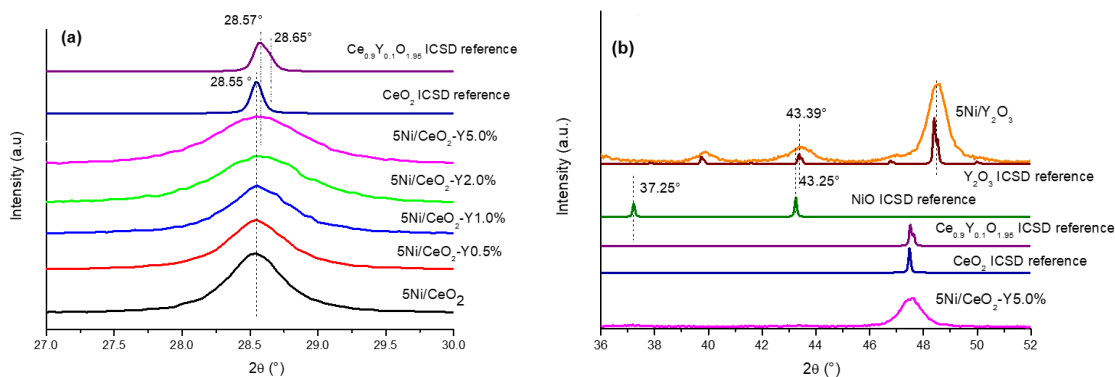 (a)
28.57°
28.65°
Ce0.9Y0.1O1.95 ICSD reference
28.55 °
CeO2 ICSD reference
5Ni/CeO2-Y5.0%
5Ni/CeO2-Y2.0%
5Ni/CeO2-Y1.0%
5Ni/CeO2-Y0.5%
5Ni/CeO2
Intensity (a.u)
27.0 27.5 28.0 28.5 29.0 29.5 30.0
2θ (°)
(b)
5Ni/Y2O3
43.39°
Y2O3 ICSD reference
37.25°
43.25°
NiO ICSD reference
Ce0.9Y0.1O1.95 ICSD reference
CeO2 ICSD reference
5Ni/CeO2-Y5.0%
Intensity (a.u.)
36 40 44 48 52
2θ (°)